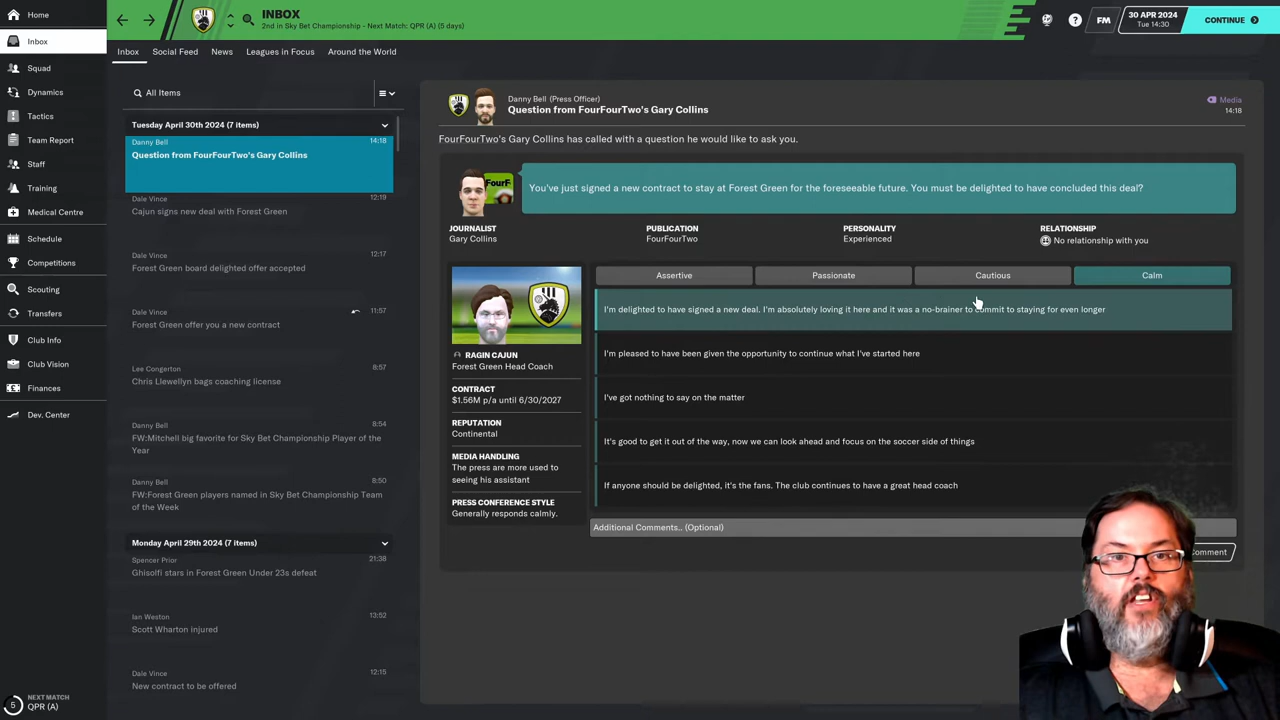 Home
Inbox
Squad
Dynamics
Tactics
Team Report
Staff
Training
Medical Centre
Schedule
Competitions
Scouting
Transfers
Club Info
Club Vision
Finances
Dev. Center
5
NEXT MATCH
QPR (A)
INBOX
2nd in Sky Bet Championship - Next Match: QPR (A) (5 days)
?
FM
30 APR 2024
Tue 14:30
CONTINUE
Inbox
Social Feed
News
Leagues in Focus
Around the World
All Items
Tuesday April 30th 2024 (7 items)
Danny Bell
14:18
Question from FourFourTwo's Gary Collins
Dale Vince
12:19
Cajun signs new deal with Forest Green
Dale Vince
12:17
Forest Green board delighted offer accepted
Dale Vince
11:57
Forest Green offer you a new contract
Lee Congerton
8:57
Chris Llewellyn bags coaching license
Danny Bell
8:54
FW:Mitchell big favorite for Sky Bet Championship Player of the
Year
Danny Bell
8:50
FW:Forest Green players named in Sky Bet Championship Team
of the Week
Monday April 29th 2024 (7 items)
Spencer Prior
21:38
Ghisolfi stars in Forest Green Under 23s defeat
Ian Weston
13:52
Scott Wharton injured
Dale Vince
12:15
New contract to be offered
Danny Bell (Press Officer)
Question from FourFourTwo's Gary Collins
Media
14:18
FourFourTwo's Gary Collins has called with a question he would like to ask you.
FourF
You've just signed a new contract to stay at Forest Green for the foreseeable future. You must be delighted to have concluded this deal?
JOURNALIST
Gary Collins
PUBLICATION
FourFourTwo
PERSONALITY
Experienced
RELATIONSHIP
No relationship with you
RAGIN CAJUN
Forest Green Head Coach
CONTRACT
$1.56M p/a until 6/30/2027
REPUTATION
Continental
MEDIA HANDLING
The press are more used to
seeing his assistant
PRESS CONFERENCE STYLE
Generally responds calmly.
Assertive
Passionate
Cautious
Calm
I'm delighted to have signed a new deal. I'm absolutely loving it here and it was a no-brainer to commit to staying for even longer
I'm pleased to have been given the opportunity to continue what I've started here
I've got nothing to say on the matter
It's good to get it out of the way, now we can look ahead and focus on the soccer side of things
If anyone should be delighted, it's the fans. The club continues to have a great head coach
Additional Comments.. (Optional)
Comment